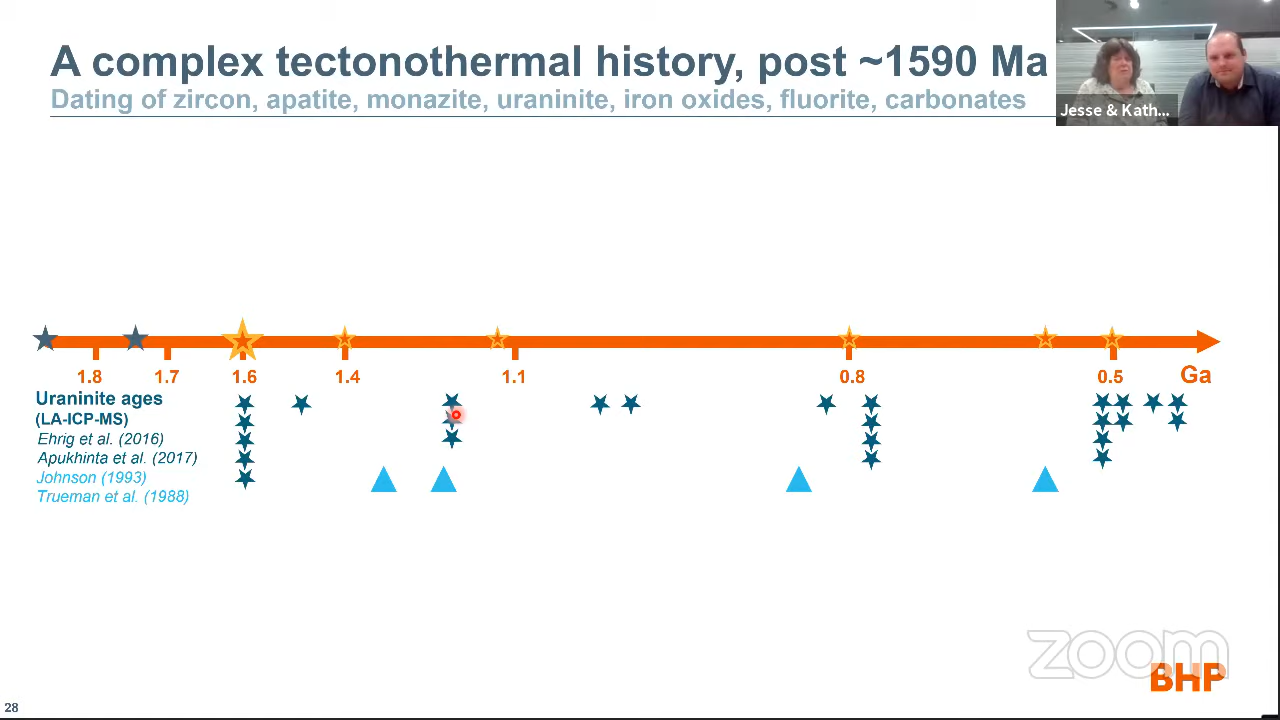 A complex tectonothermal history, post ~1590 Ma
Dating of zircon, apatite, monazite, uraninite, iron oxides, fluorite, carbonates
Jesse & Kath...
1.8 1.7 1.6 1.4 1.1 0.8 0.5 Ga
Uraninite ages
(LA-ICP-MS)
Ehrig et al. (2016)
Apukhinta et al. (2017)
Johnson (1993)
Trueman et al. (1988)
zoom
BHP
28